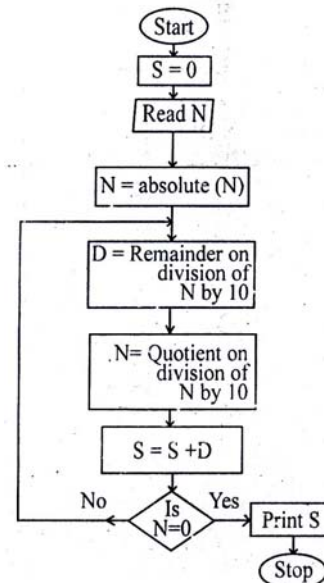 Start
S = 0
Read N
N = absolute (N)
D = Remainder on
division of
N by 10
N= Quotient on
division of
N by 10
S = S +D
No
Is
N=0
Yes
Print S
Stop